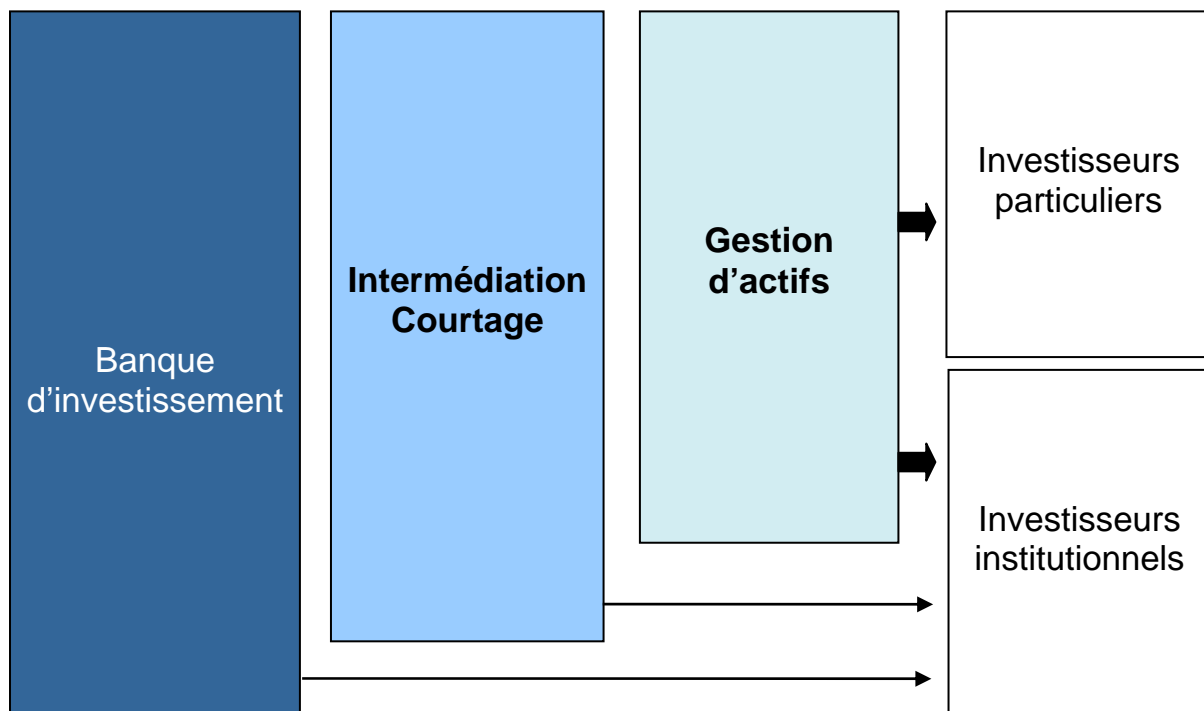 Banque
d’investissement
Intermédiation
Courtage
Gestion
d’actifs
Investisseurs
particuliers
Investisseurs
institutionnels